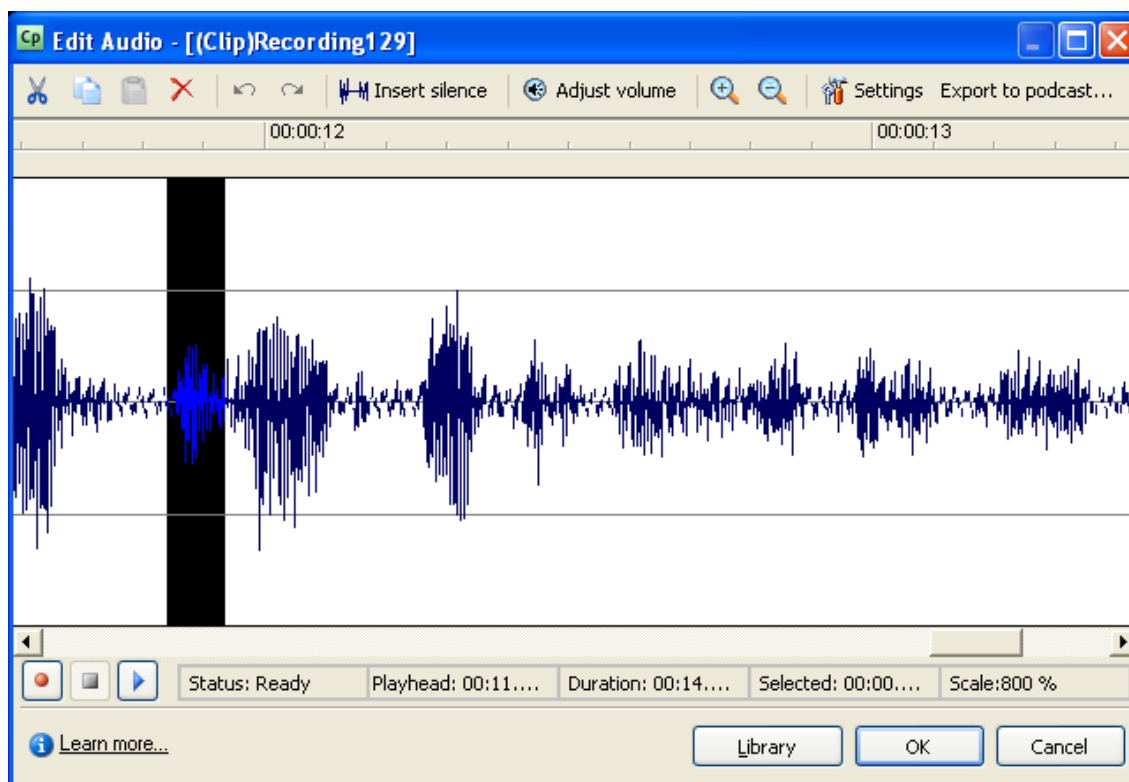 Cp Edit Audio - [(Clip)Recording129]
Insert silence Adjust volume Settings Export to podcast...
00:00:12 00:00:13
Status: Ready Playhead: 00:11.... Duration: 00:14.... Selected: 00:00.... Scale:800 %
Learn more... Library OK Cancel